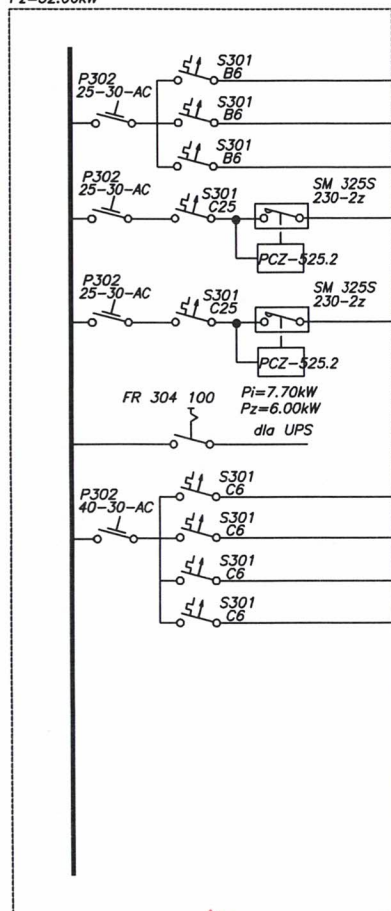 Pz=32.00kW
S301
B6
P302
25-30-AC
S301
B6
S301
B6
P302
25-30-AC
S301
C25
SM 325S
230-2z
PCZ-525.2
P302
25-30-AC
S301
C25
SM 325S
230-2z
PCZ-525.2
FR 304 100
Pi=7.70kW
Pz=6.00kW
dla UPS
P302
40-30-AC
S301
C6
S301
C6
S301
C6
S301
C6